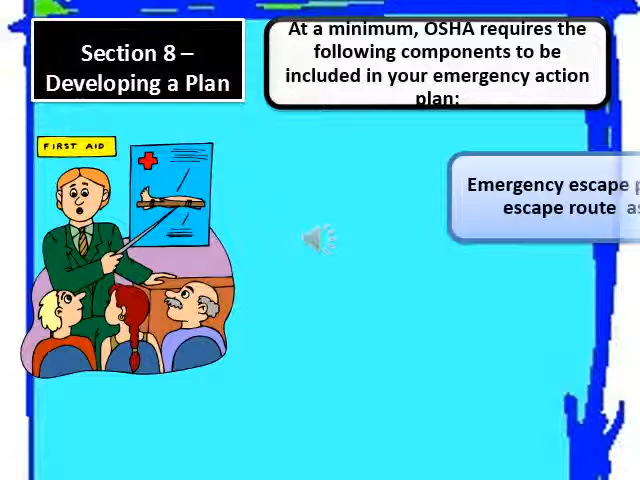 Section 8 –
Developing a Plan
At a minimum, OSHA requires the
following components to be
included in your emergency action
plan:
FIRST AID
Emergency escape
escape route